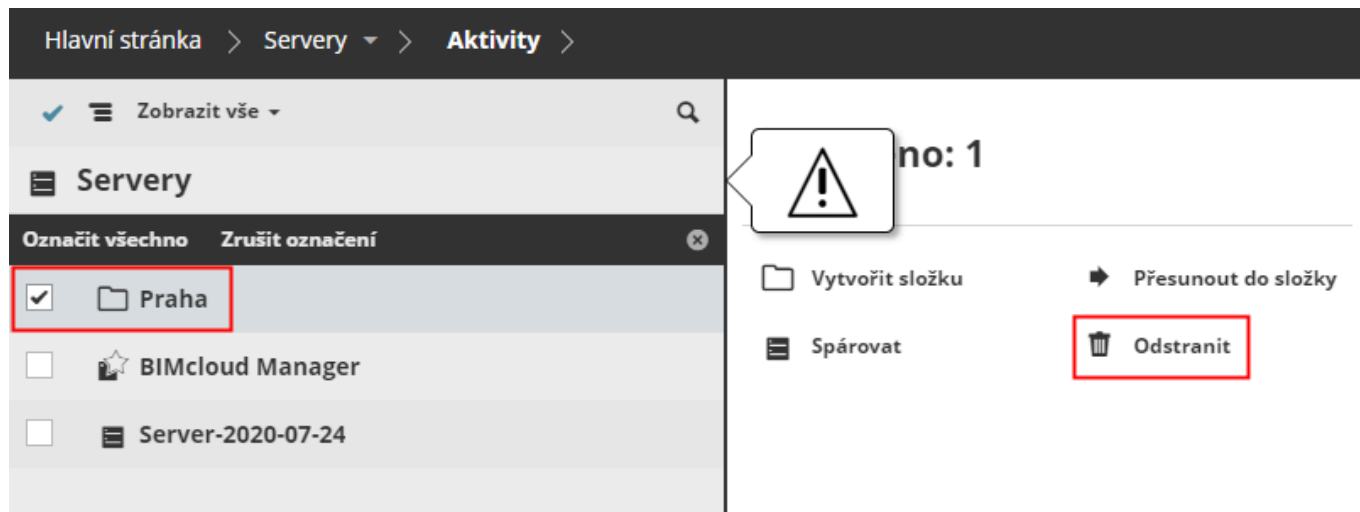 Hlavní stránka > Servery > Aktivity >
Zobrazit vše
Servery
Označit všechno Zrušit označení
Praha
BIMcloud Manager
Server-2020-07-24
: 1
Vytvořit složku Přesunout do složky
Spárovat Odstranit